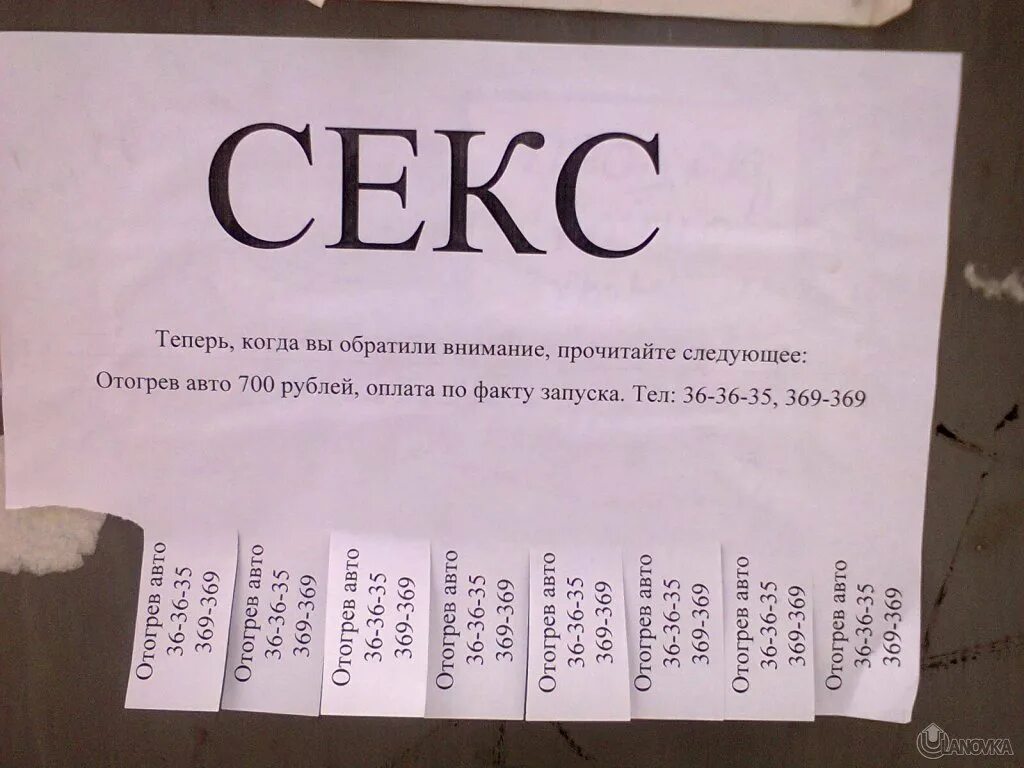 СЕКС
Теперь, когда вы обратили внимание, прочитайте следующее:
Отогрев авто 700 рублей, оплата по факту запуска. Тел: 36-36-35, 369-369
Отогрев авто
36-36-35
369-369
Отогрев авто
36-36-35
369-369
Отогрев авто
36-36-35
369-369
Отогрев авто
36-36-35
369-369
Отогрев авто
36-36-35
369-369
Отогрев авто
36-36-35
369-369
Отогрев авто
36-36-35
369-369
Отогрев авто
36-36-35
369-369
ULANOVKA